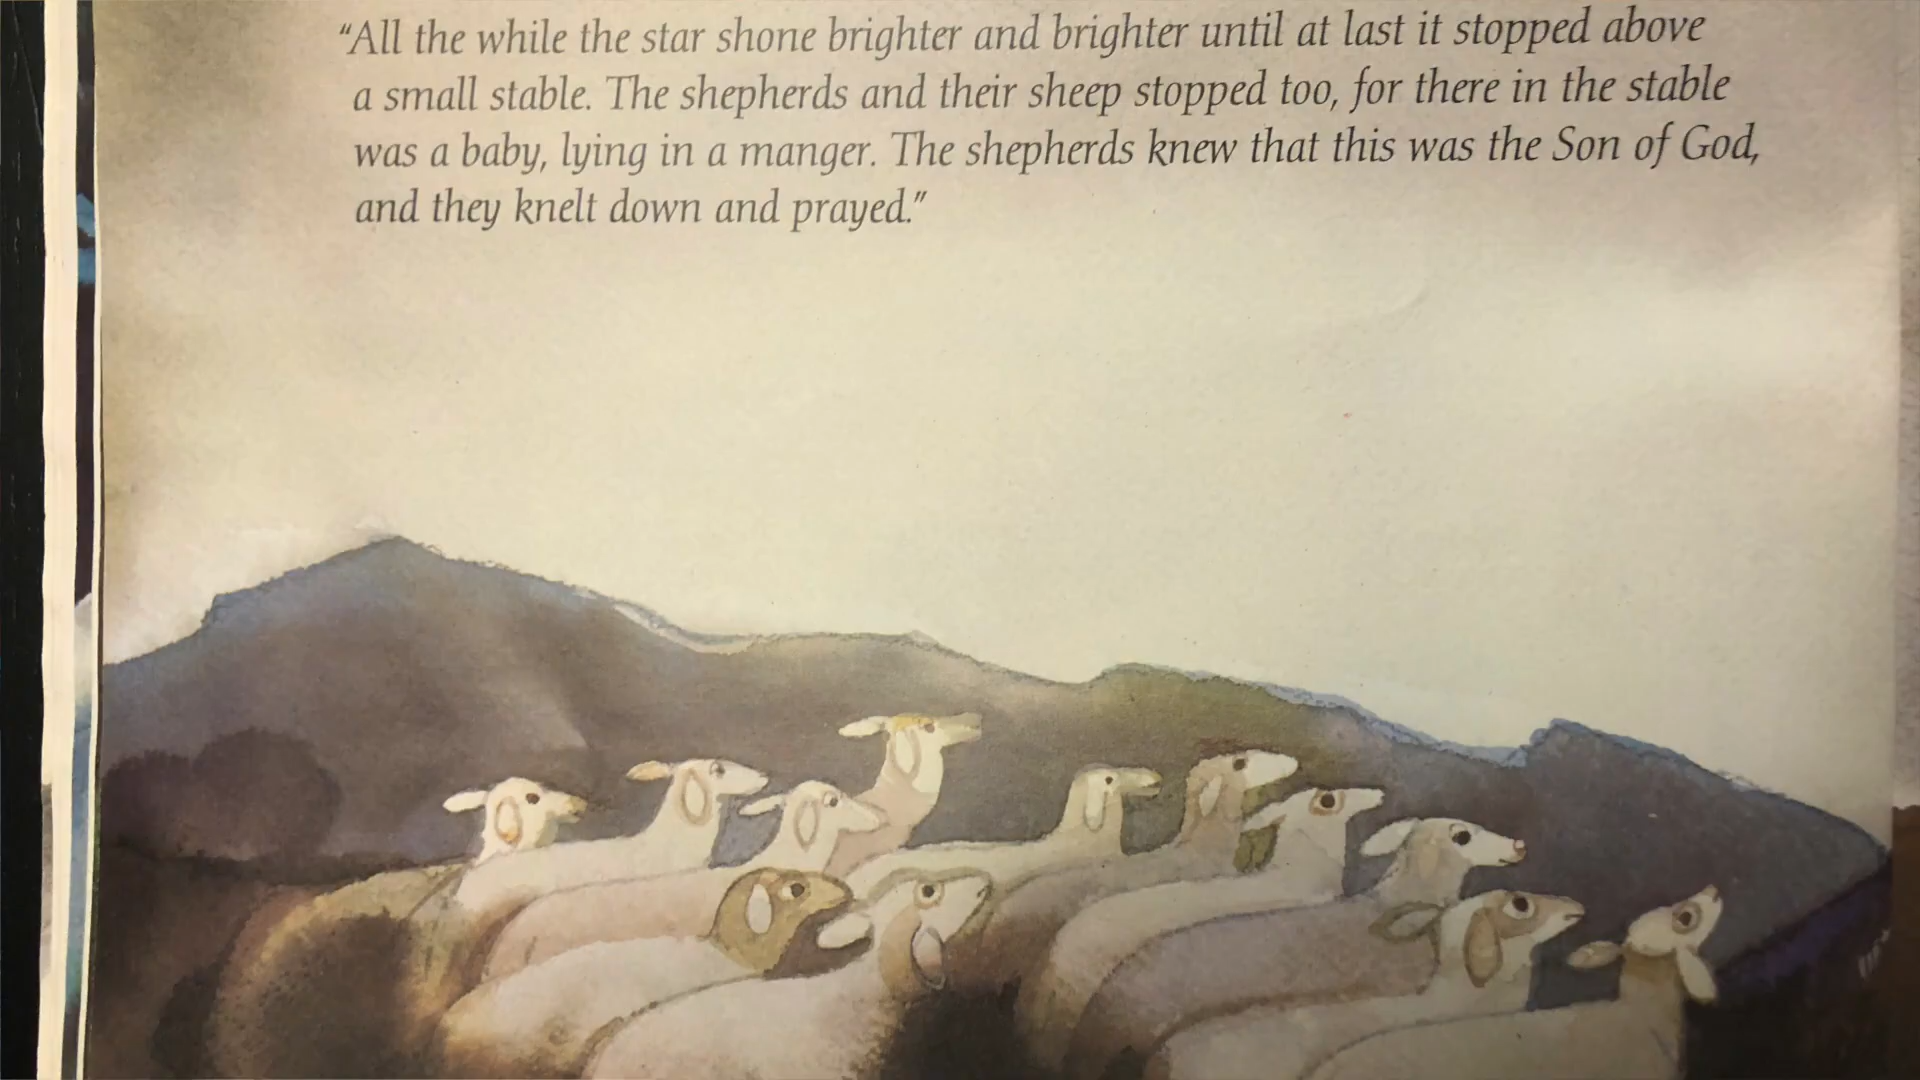 “All the while the star shone brighter and brighter until at last it stopped above
a small stable. The shepherds and their sheep stopped too, for there in the stable
was a baby, lying in a manger. The shepherds knew that this was the Son of God,
and they knelt down and prayed.”